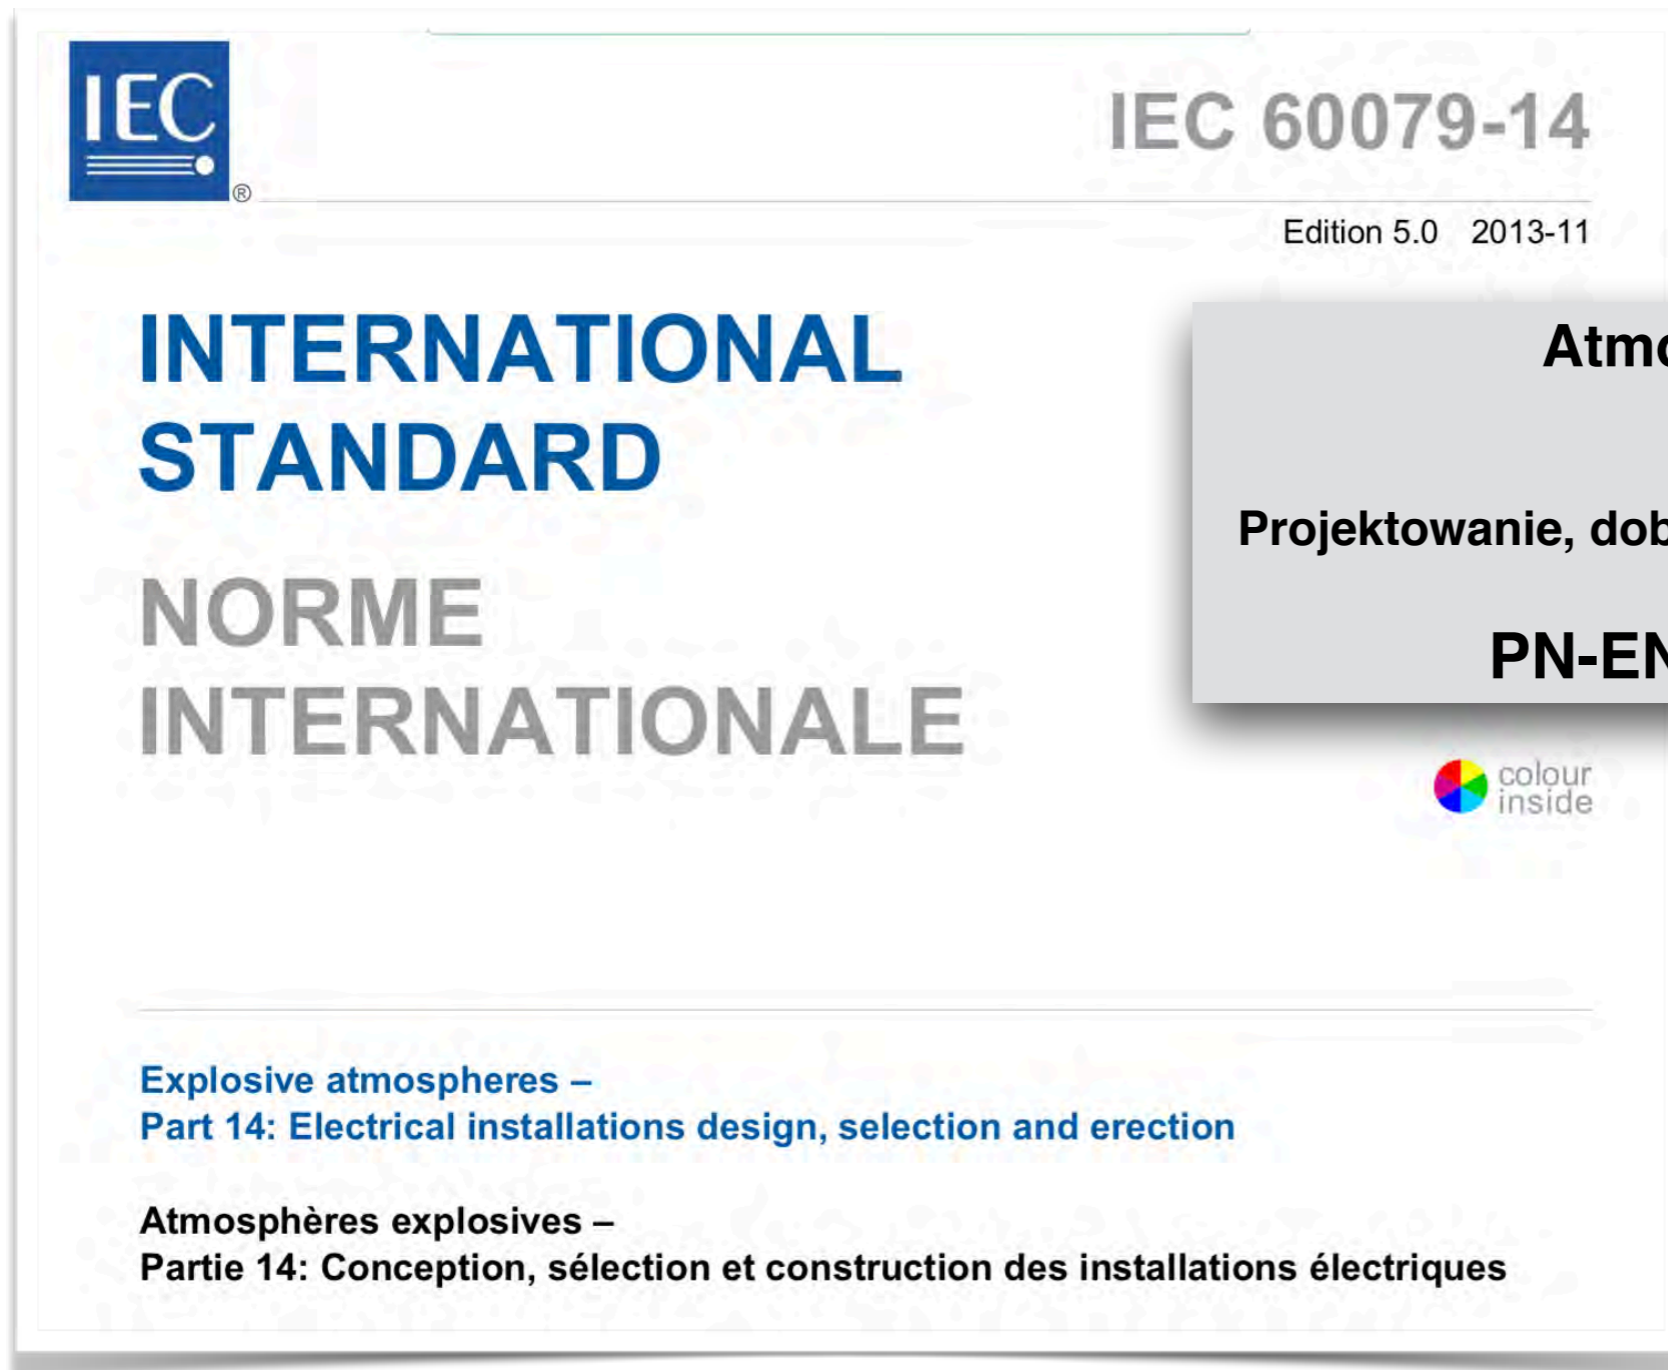 IEC
®
IEC 60079-14
Edition 5.0 2013-11
INTERNATIONAL
STANDARD
NORME
INTERNATIONALE
Projektowanie,
PN-EN
colour
inside
Explosive atmospheres –
Part 14: Electrical installations design, selection and erection
Atmosphères explosives –
Partie 14: Conception, sélection et construction des installations électriques